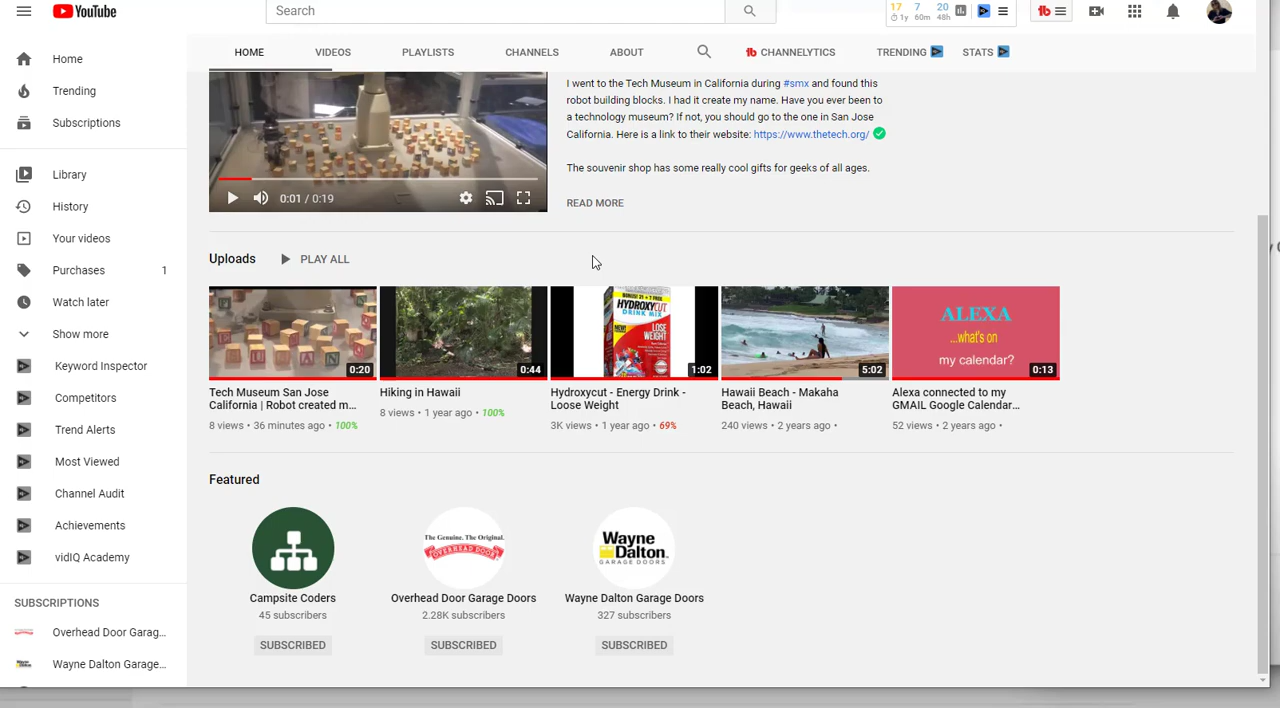 YouTube
Search
17 7 20
1y 60m 48h
HOME VIDEOS PLAYLISTS CHANNELS ABOUT CHANNELYTICS TRENDING STATS
Home
Trending
Subscriptions
Library
History
Your videos
Purchases 1
Watch later
Show more
Keyword Inspector
Competitors
Trend Alerts
Most Viewed
Channel Audit
Achievements
vidIQ Academy
SUBSCRIPTIONS
Overhead Door Garag...
Wayne Dalton Garage...
0:01 / 0:19
I went to the Tech Museum in California during #smx and found this
robot building blocks. I had it create my name. Have you ever been to
a technology museum? If not, you should go to the one in San Jose
California. Here is a link to their website: https://www.thetech.org/
The souvenir shop has some really cool gifts for geeks of all ages.
READ MORE
Uploads PLAY ALL
0:20
Tech Museum San Jose
California | Robot created m...
8 views • 36 minutes ago • 100%
0:44
Hiking in Hawaii
8 views • 1 year ago • 100%
HYDROXYCUT
DRINK MIX
LOSE
WEIGHT
1:02
Hydroxycut - Energy Drink -
Loose Weight
3K views • 1 year ago • 69%
5:02
Hawaii Beach - Makaha
Beach, Hawaii
240 views • 2 years ago •
ALEXA
...what's on
my calendar?
0:13
Alexa connected to my
GMAIL Google Calendar...
52 views • 2 years ago •
Featured
Campsite Coders
45 subscribers
SUBSCRIBED
The Genuine. The Original.
OVERHEAD DOOR
Overhead Door Garage Doors
2.28K subscribers
SUBSCRIBED
Wayne
Dalton
GARAGE DOORS
Wayne Dalton Garage Doors
327 subscribers
SUBSCRIBED